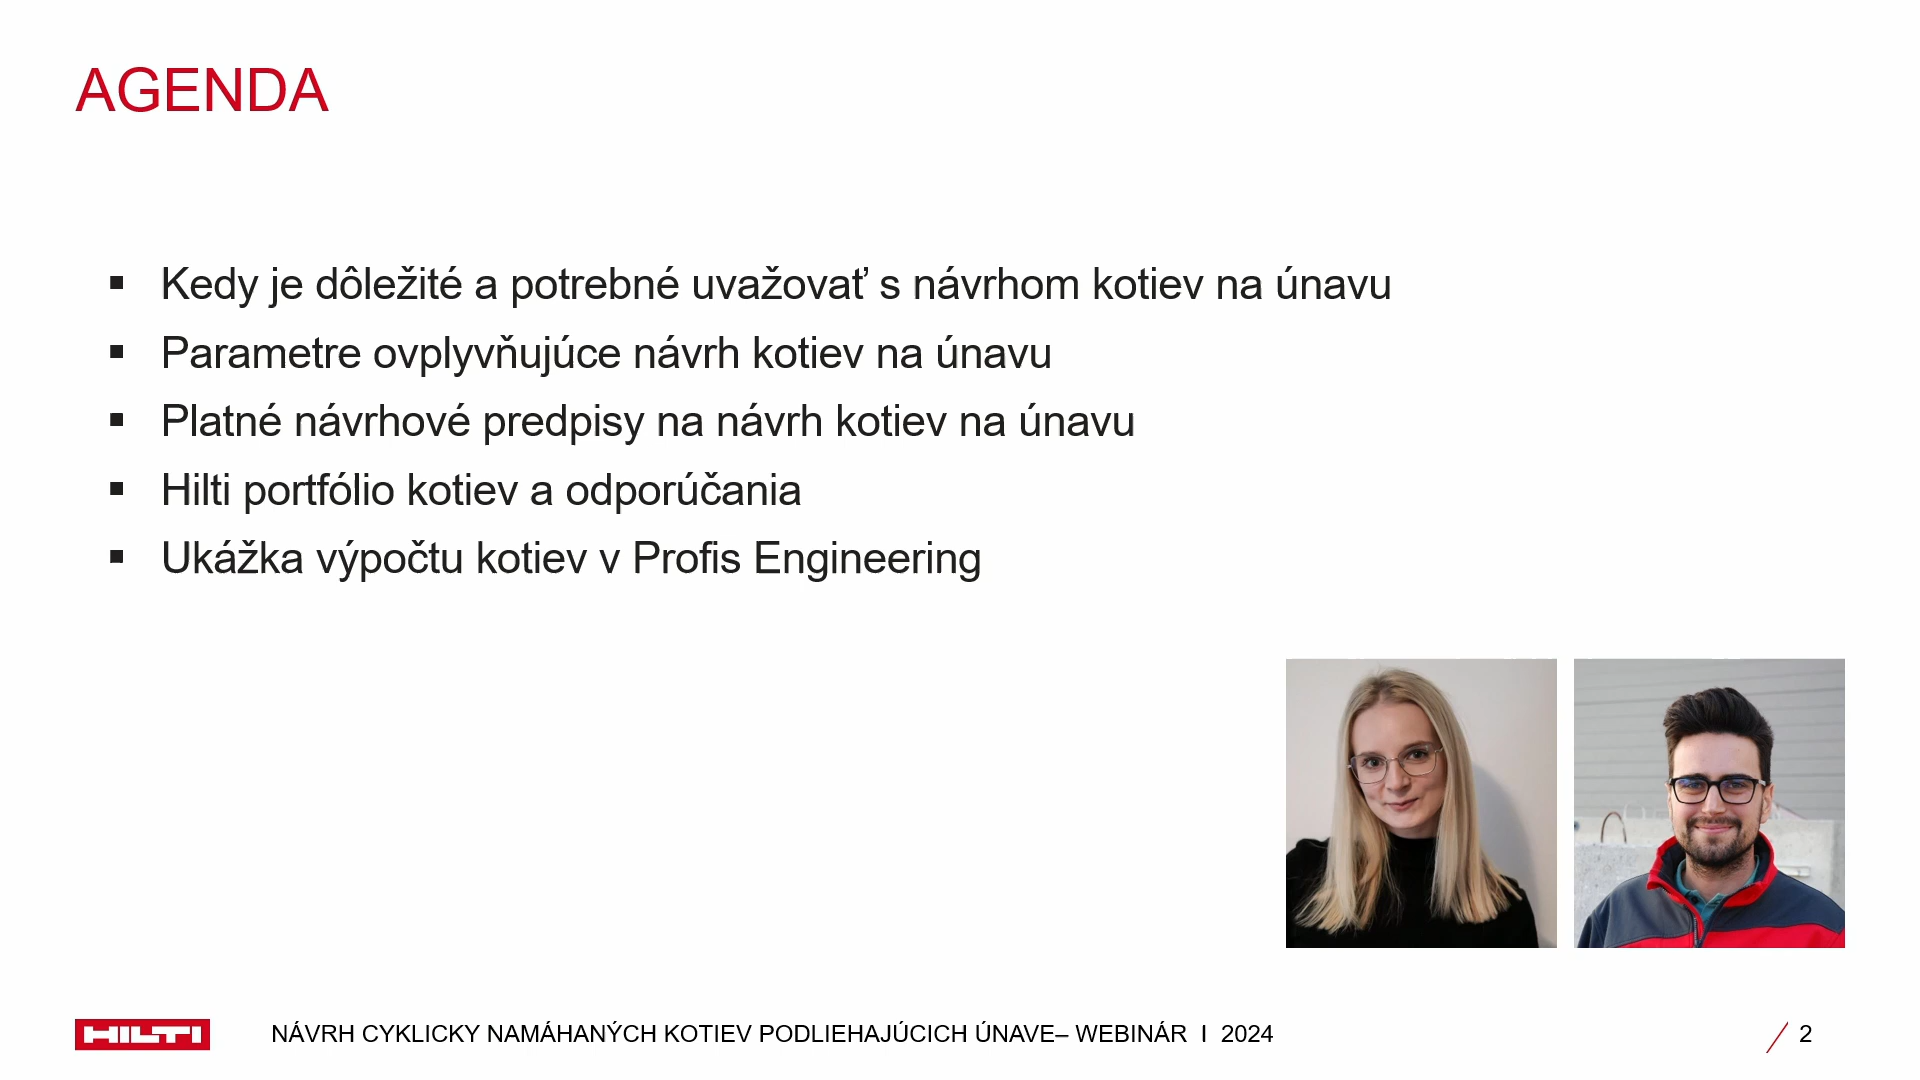 AGENDA
▪ Kedy je dôležité a potrebné uvažovať s návrhom kotiev na únavu
▪ Parametre ovplyvňujúce návrh kotiev na únavu
▪ Platné návrhové predpisy na návrh kotiev na únavu
▪ Hilti portfólio kotiev a odporúčania
▪ Ukážka výpočtu kotiev v Profis Engineering
HILTI
NÁVRH CYKLICKY NAMÁHANÝCH KOTIEV PODLIEHAJÚCICH ÚNAVE– WEBINÁR I 2024
2